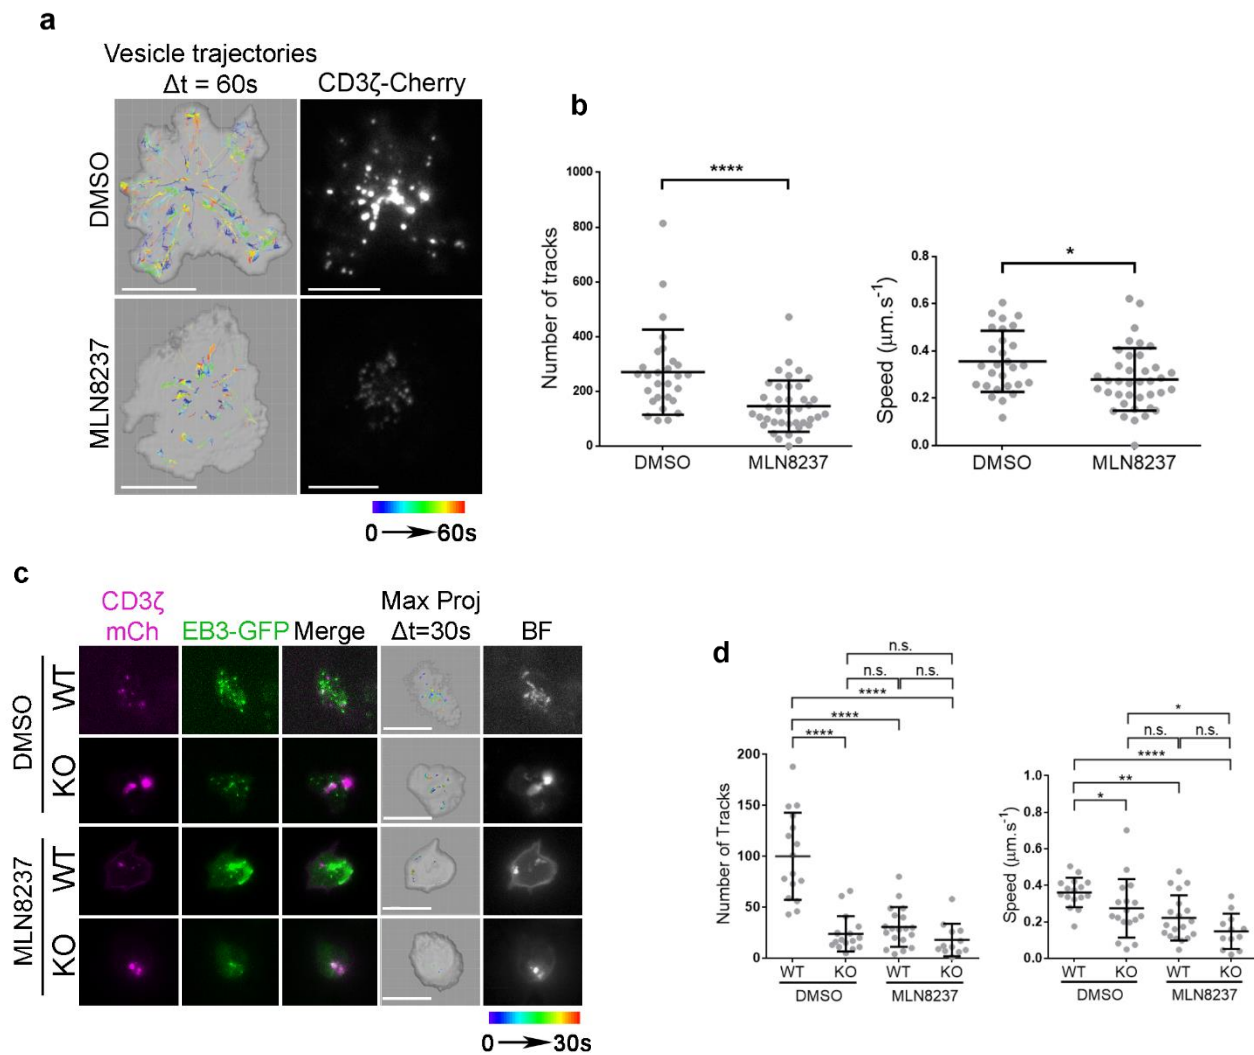 a
Vesicle trajectories
Δt = 60s
CD3ζ-Cherry
DMSO
MLN8237
0 60s
b
Number of tracks
1000
800
600
400
200
0
****
DMSO
MLN8237
Speed (μm.s⁻¹)
0.8
0.6
0.4
0.2
0.0
*
DMSO
MLN8237
c
CD3ζ
mCh
EB3-GFP
Merge
Max Proj
Δt=30s
BF
DMSO
WT
KO
MLN8237
WT
KO
0 30s
d
n.s.
n.s. n.s.
****
****
****
Number of Tracks
200
150
100
50
0
WT KO WT KO
DMSO MLN8237
*
n.s. n.s.
****
**
*
Speed (μm.s⁻¹)
1.0
0.8
0.6
0.4
0.2
0.0
WT KO WT KO
DMSO MLN8237